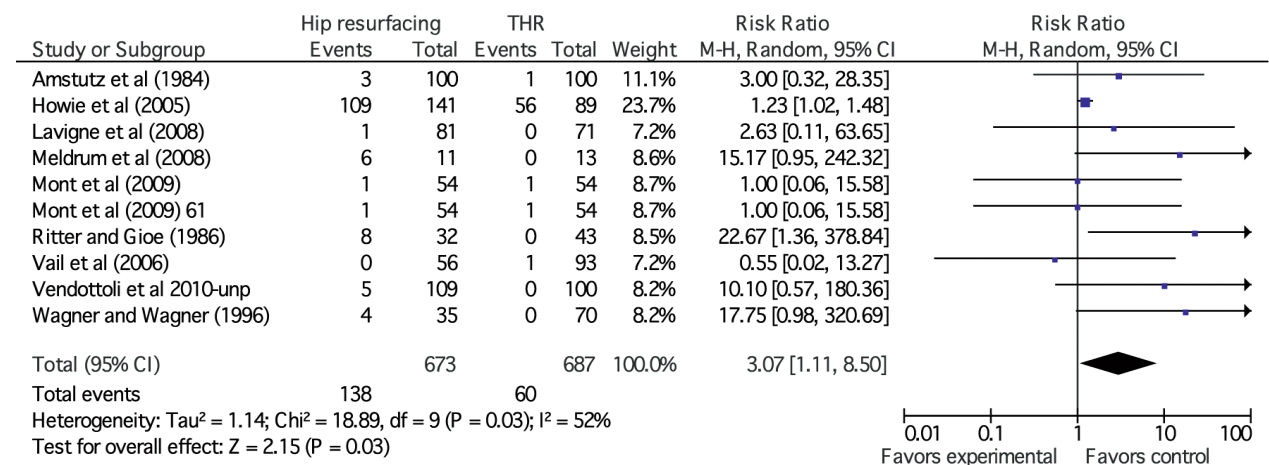 Hip resurfacing THR Risk Ratio Risk Ratio
Study or Subgroup Events Total Events Total Weight M-H, Random, 95% CI M-H, Random, 95% CI
Amstutz et al (1984) 3 100 1 100 11.1% 3.00 [0.32, 28.35]
Howie et al (2005) 109 141 56 89 23.7% 1.23 [1.02, 1.48]
Lavigne et al (2008) 1 81 0 71 7.2% 2.63 [0.11, 63.65]
Meldrum et al (2008) 6 11 0 13 8.6% 15.17 [0.95, 242.32]
Mont et al (2009) 1 54 1 54 8.7% 1.00 [0.06, 15.58]
Mont et al (2009) 61 1 54 1 54 8.7% 1.00 [0.06, 15.58]
Ritter and Gioe (1986) 8 32 0 43 8.5% 22.67 [1.36, 378.84]
Vail et al (2006) 0 56 1 93 7.2% 0.55 [0.02, 13.27]
Vendottoli et al 2010-unp 5 109 0 100 8.2% 10.10 [0.57, 180.36]
Wagner and Wagner (1996) 4 35 0 70 8.2% 17.75 [0.98, 320.69]
Total (95% CI) 673 687 100.0% 3.07 [1.11, 8.50]
Total events 138 60
Heterogeneity: Tau² = 1.14; Chi² = 18.89, df = 9 (P = 0.03); I² = 52%
Test for overall effect: Z = 2.15 (P = 0.03)
0.01 0.1 1 10 100
Favors experimental Favors control